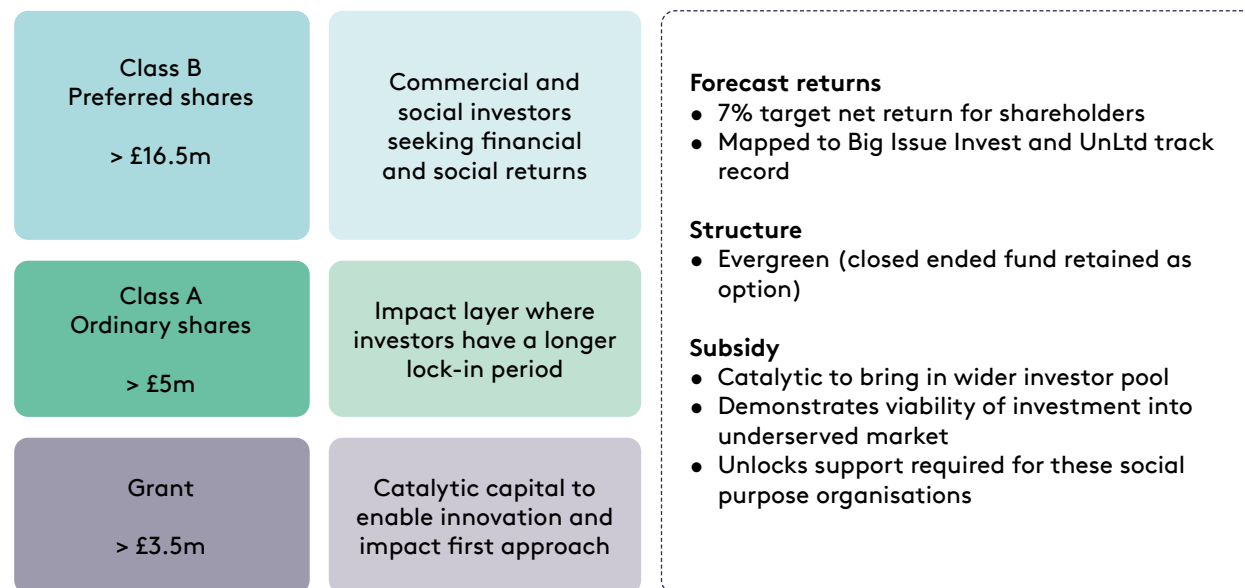 Class B
Preferred shares
> £16.5m
Commercial and
social investors
seeking financial
and social returns
Class A
Ordinary shares
> £5m
Impact layer where
investors have a longer
lock-in period
Grant
> £3.5m
Catalytic capital to
enable innovation and
impact first approach
Forecast returns
● 7% target net return for shareholders
● Mapped to Big Issue Invest and UnLtd track
record
Structure
● Evergreen (closed ended fund retained as
option)
Subsidy
● Catalytic to bring in wider investor pool
● Demonstrates viability of investment into
underserved market
● Unlocks support required for these social
purpose organisations